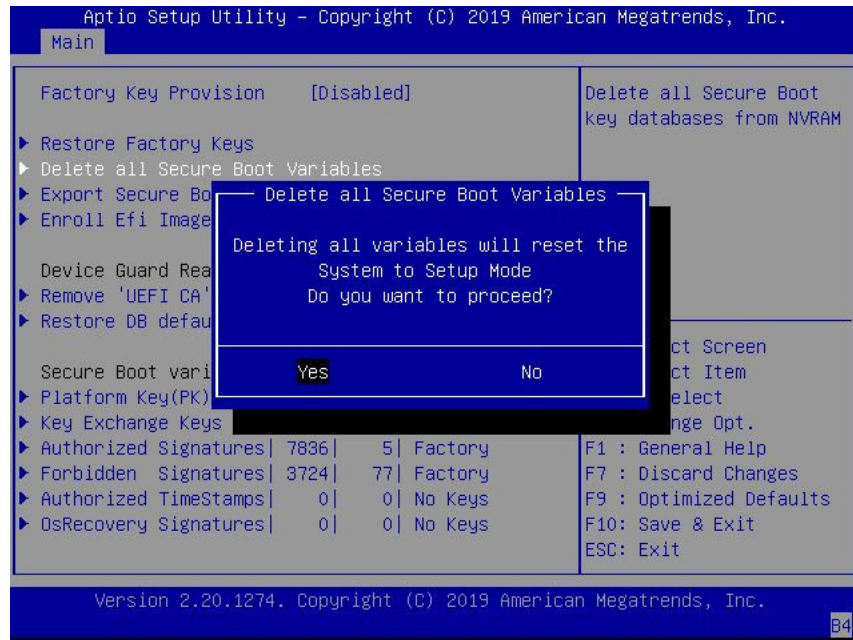 Aptio Setup Utility – Copyright (C) 2019 American Megatrends, Inc.
Main
Factory Key Provision [Disabled]
▶ Restore Factory Keys
▶ Delete all Secure Boot Variables
▶ Export Secure Bo
▶ Enroll Efi Image
Device Guard Rea
▶ Remove 'UEFI CA'
▶ Restore DB defau
Secure Boot vari
▶ Platform Key(PK)
▶ Key Exchange Keys
▶ Authorized Signatures| 7836| 5| Factory
▶ Forbidden Signatures| 3724| 77| Factory
▶ Authorized TimeStamps| 0| 0| No Keys
▶ OsRecovery Signatures| 0| 0| No Keys
Delete all Secure Boot Variables
Deleting all variables will reset the
System to Setup Mode
Do you want to proceed?
Yes No
Delete all Secure Boot
key databases from NVRAM
ct Screen
ct Item
elect
nge Opt.
F1 : General Help
F7 : Discard Changes
F9 : Optimized Defaults
F10: Save & Exit
ESC: Exit
Version 2.20.1274. Copyright (C) 2019 American Megatrends, Inc.
B4